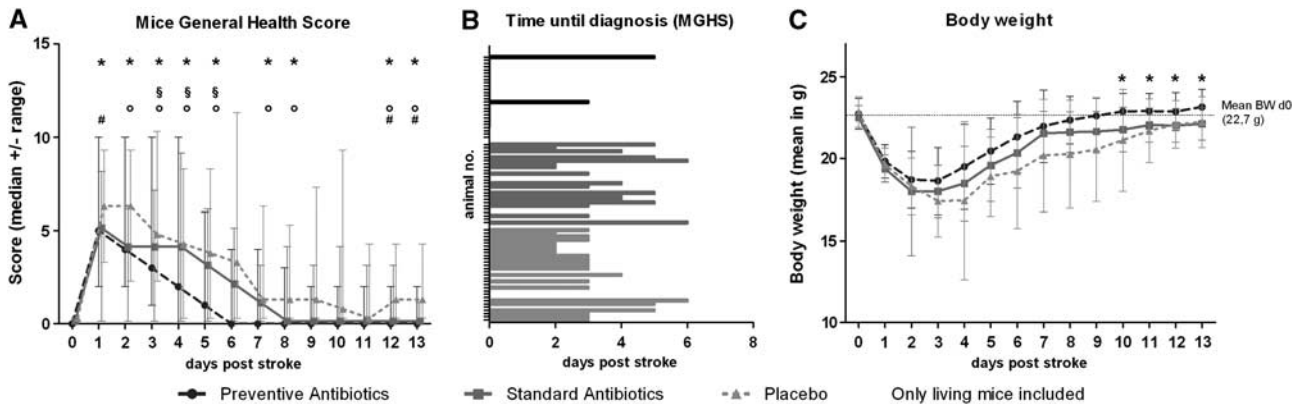 A
Mice General Health Score
Score (median +/- range)
15
10
5
0
* * * * * * * * *
§ § §
o o o o o o o o
# # #
0 1 2 3 4 5 6 7 8 9 10 11 12 13
days post stroke
B
Time until diagnosis (MGHS)
animal no.
0 2 4 6 8
days post stroke
C
Body weight
Body weight (mean in g)
25
20
15
10
* * * *
Mean BW d0
(22,7 g)
0 1 2 3 4 5 6 7 8 9 10 11 12 13
days post stroke
Preventive Antibiotics
Standard Antibiotics
Placebo
Only living mice included